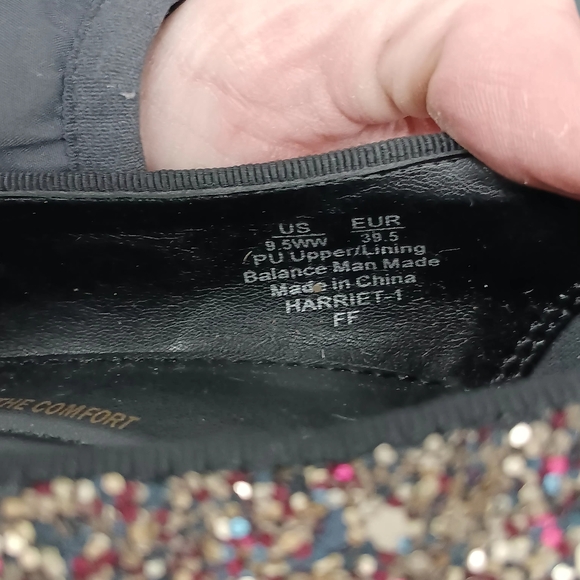 US EUR
9.5WW 39.5
PU Upper/Lining
Balance Man Made
Made in China
HARRIET-1
FF
THE COMFORT